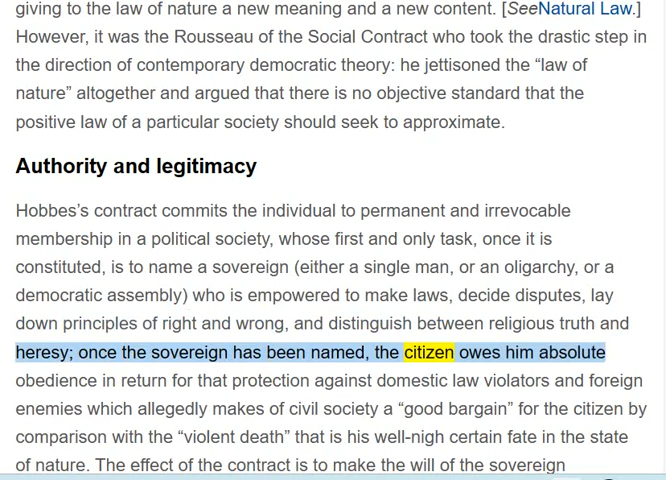 giving to the law of nature a new meaning and a new content. [SeeNatural Law.]
However, it was the Rousseau of the Social Contract who took the drastic step in
the direction of contemporary democratic theory: he jettisoned the “law of
nature” altogether and argued that there is no objective standard that the
positive law of a particular society should seek to approximate.
Authority and legitimacy
Hobbes’s contract commits the individual to permanent and irrevocable
membership in a political society, whose first and only task, once it is
constituted, is to name a sovereign (either a single man, or an oligarchy, or a
democratic assembly) who is empowered to make laws, decide disputes, lay
down principles of right and wrong, and distinguish between religious truth and
heresy; once the sovereign has been named, the citizen owes him absolute
obedience in return for that protection against domestic law violators and foreign
enemies which allegedly makes of civil society a “good bargain” for the citizen by
comparison with the “violent death” that is his well-nigh certain fate in the state
of nature. The effect of the contract is to make the will of the sovereign